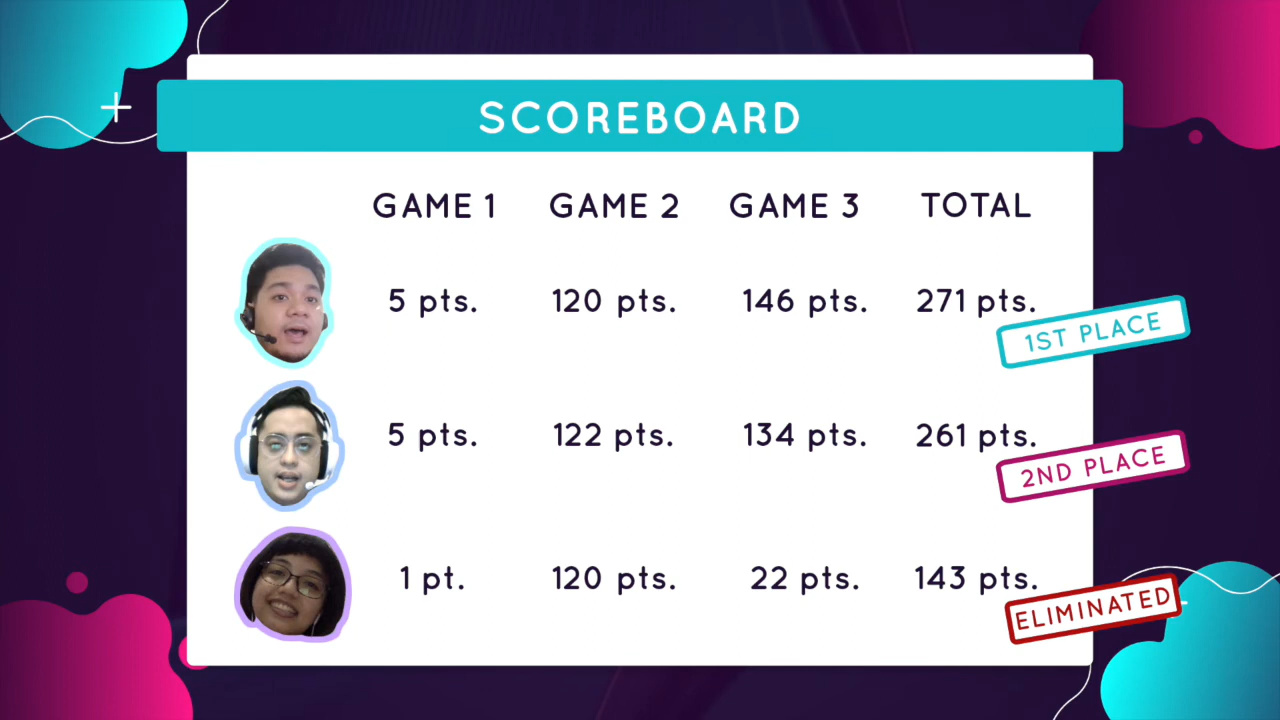 SCOREBOARD
GAME 1 GAME 2 GAME 3 TOTAL
5 pts. 120 pts. 146 pts. 271 pts.
1ST PLACE
5 pts. 122 pts. 134 pts. 261 pts.
2ND PLACE
1 pt. 120 pts. 22 pts. 143 pts.
ELIMINATED